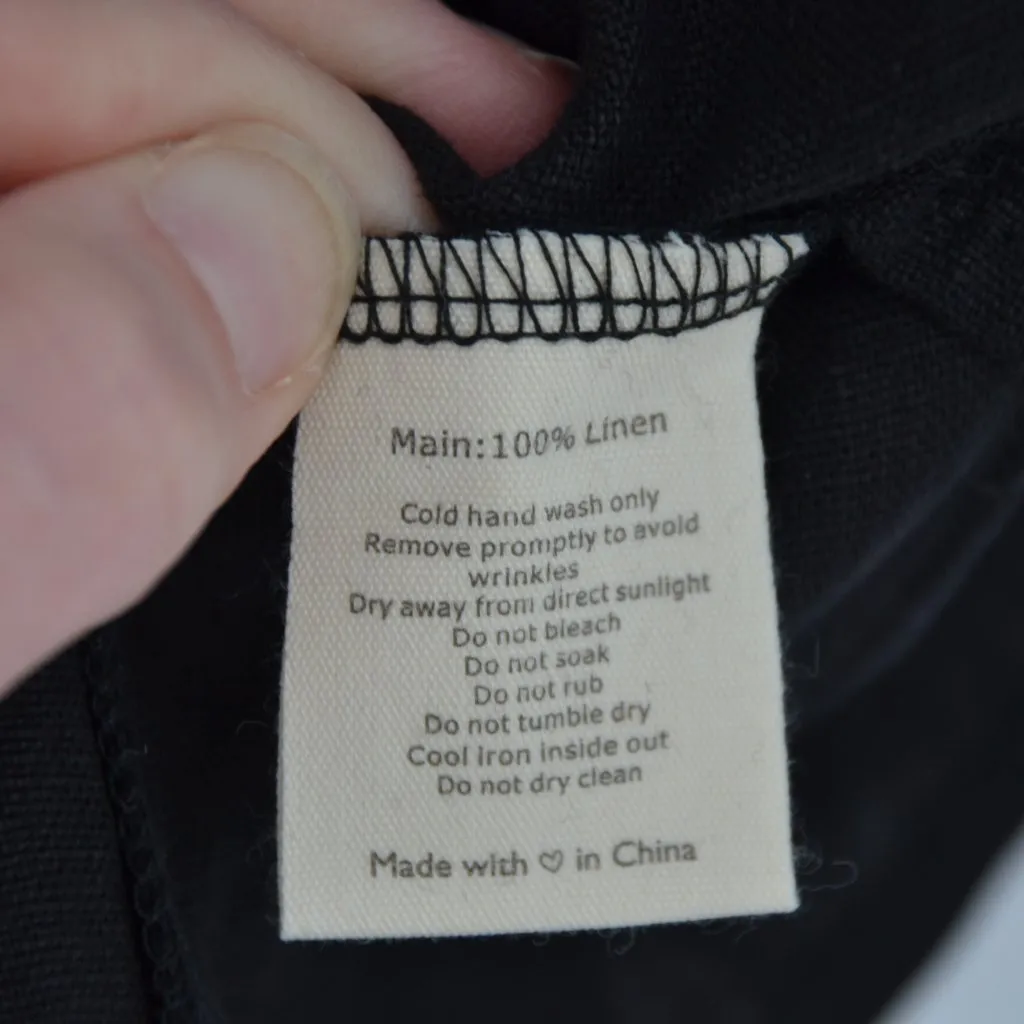 Main: 100% Linen
Cold hand wash only
Remove promptly to avoid
wrinkles
Dry away from direct sunlight
Do not bleach
Do not soak
Do not rub
Do not tumble dry
Cool Iron inside out
Do not dry clean
Made with ♡ in China